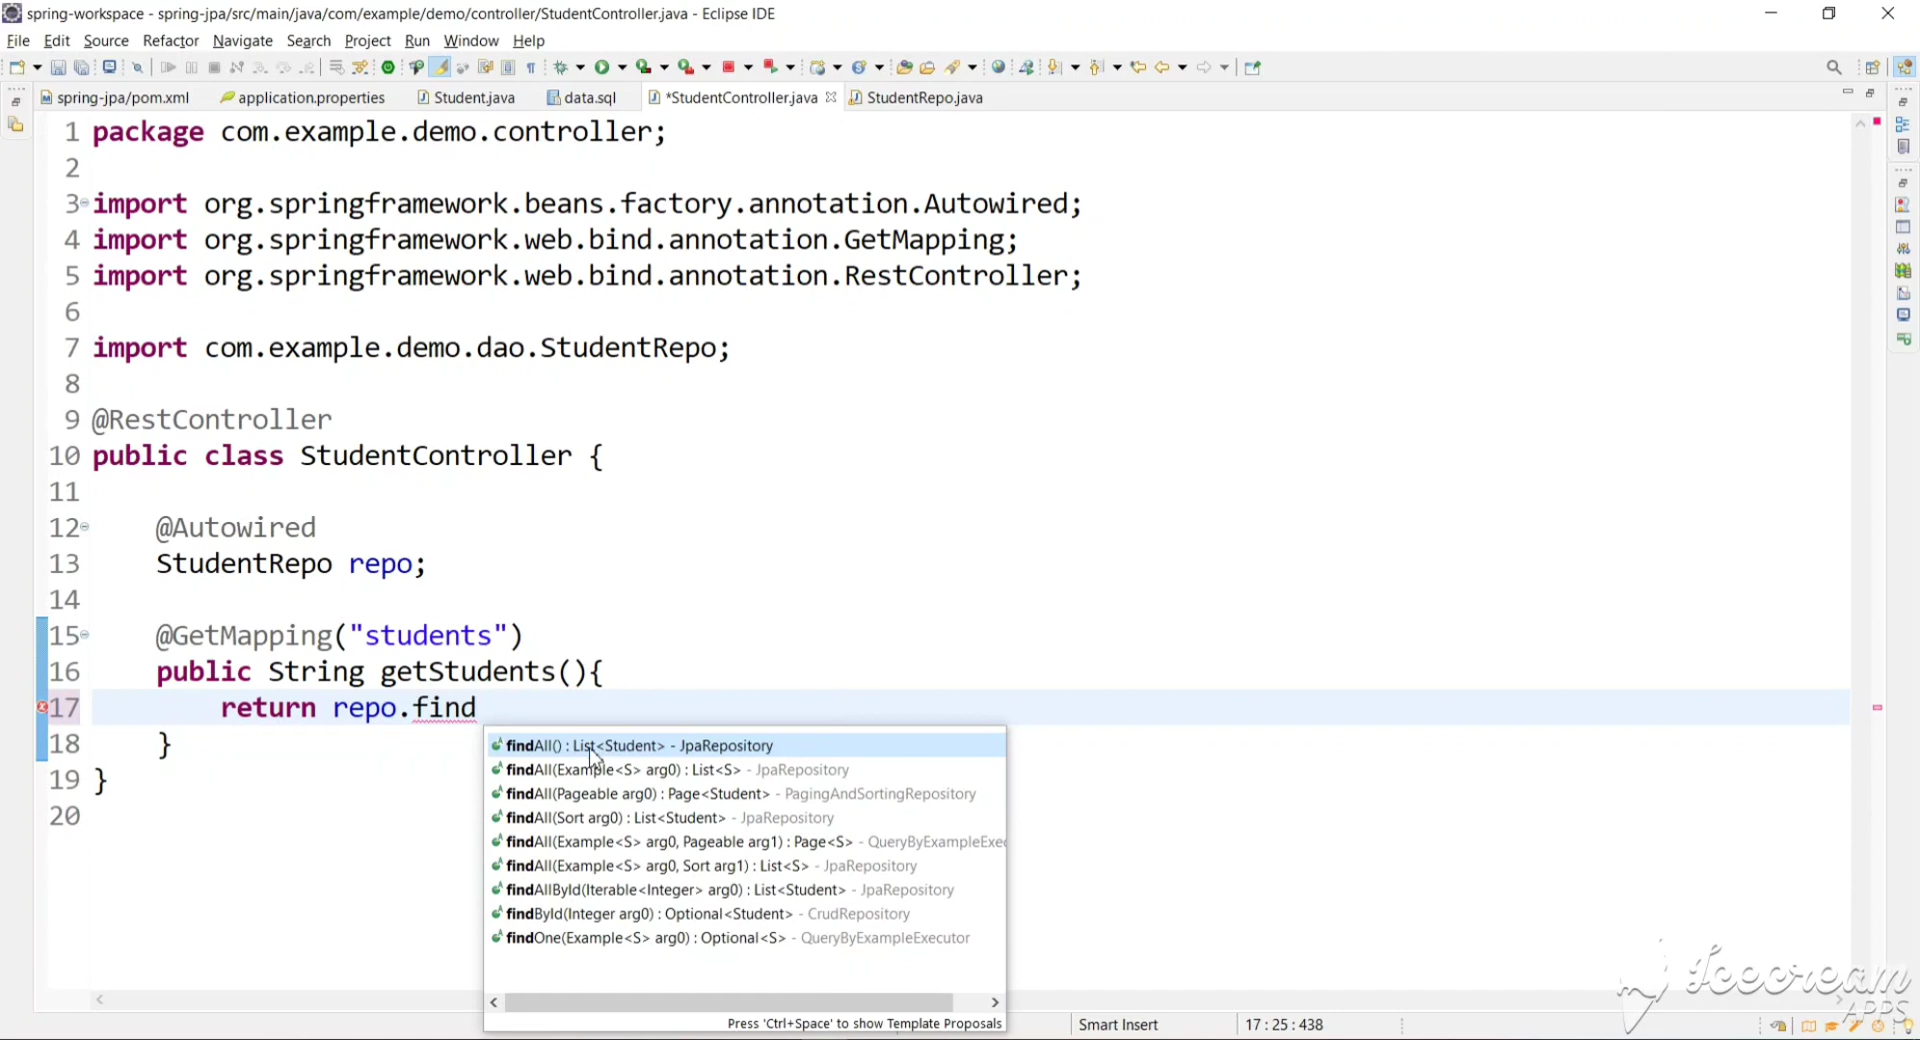 spring-workspace - spring-jpa/src/main/java/com/example/demo/controller/StudentController.java - Eclipse IDE
File Edit Source Refactor Navigate Search Project Run Window Help
spring-jpa/pom.xml application.properties Student.java data.sql *StudentController.java StudentRepo.java
1 package com.example.demo.controller;
2
3 import org.springframework.beans.factory.annotation.Autowired;
4 import org.springframework.web.bind.annotation.GetMapping;
5 import org.springframework.web.bind.annotation.RestController;
6
7 import com.example.demo.dao.StudentRepo;
8
9 @RestController
10 public class StudentController {
11
12 @Autowired
13 StudentRepo repo;
14
15 @GetMapping("students")
16 public String getStudents(){
17 return repo.find
18 }
19 }
20
findAll() : List<Student> - JpaRepository
findAll(Example<S> arg0) : List<S> - JpaRepository
findAll(Pageable arg0) : Page<Student> - PagingAndSortingRepository
findAll(Sort arg0) : List<Student> - JpaRepository
findAll(Example<S> arg0, Pageable arg1) : Page<S> - QueryByExampleExec
findAll(Example<S> arg0, Sort arg1) : List<S> - JpaRepository
findAllById(Iterable<Integer> arg0) : List<Student> - JpaRepository
findById(Integer arg0) : Optional<Student> - CrudRepository
findOne(Example<S> arg0) : Optional<S> - QueryByExampleExecutor
Press 'Ctrl+Space' to show Template Proposals
Smart Insert 17 : 25 : 438
Icecream
APPS